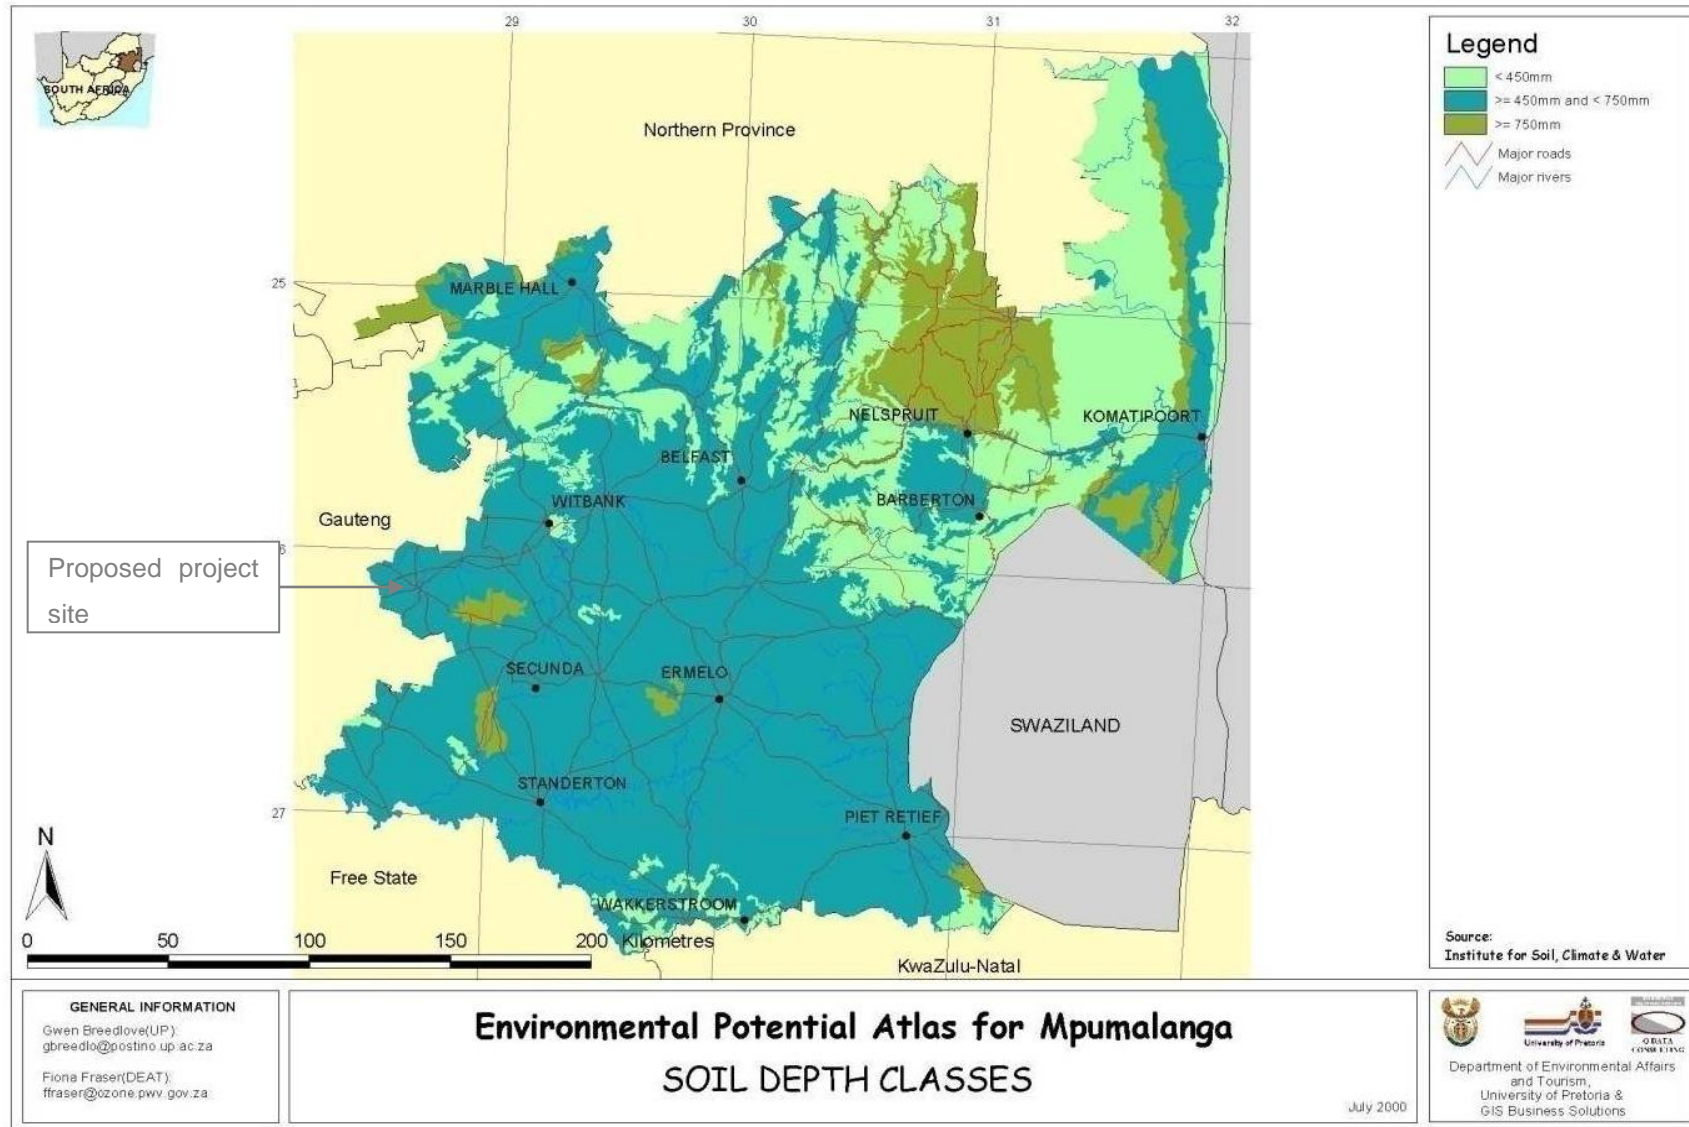 29
30
31
32
SOUTH AFRICA
Northern Province
25
MARBLE HALL
NELSPRUIT
KOMATIPOORT
BELFAST
WITBANK
BARBERTON
Gauteng
6
Proposed project
site
SECUNDA
ERMELO
SWAZILAND
STANDERTON
27
PIET RETIEF
N
Free State
WAKKERSTROOM
0
50
100
150
200 Kilometres
KwaZulu-Natal
Legend
< 450mm
>= 450mm and < 750mm
>= 750mm
Major roads
Major rivers
Source:
Institute for Soil, Climate & Water
GENERAL INFORMATION
Gwen Breedlove(UP):
gbreedlo@postino.up.ac.za
Fiona Fraser(DEAT):
ffraser@ozone.pwv.gov.za
Environmental Potential Atlas for Mpumalanga
SOIL DEPTH CLASSES
July 2000
University of Pretoria
Q DATA
CONSULTING
Department of Environmental Affairs
and Tourism,
University of Pretoria &
GIS Business Solutions